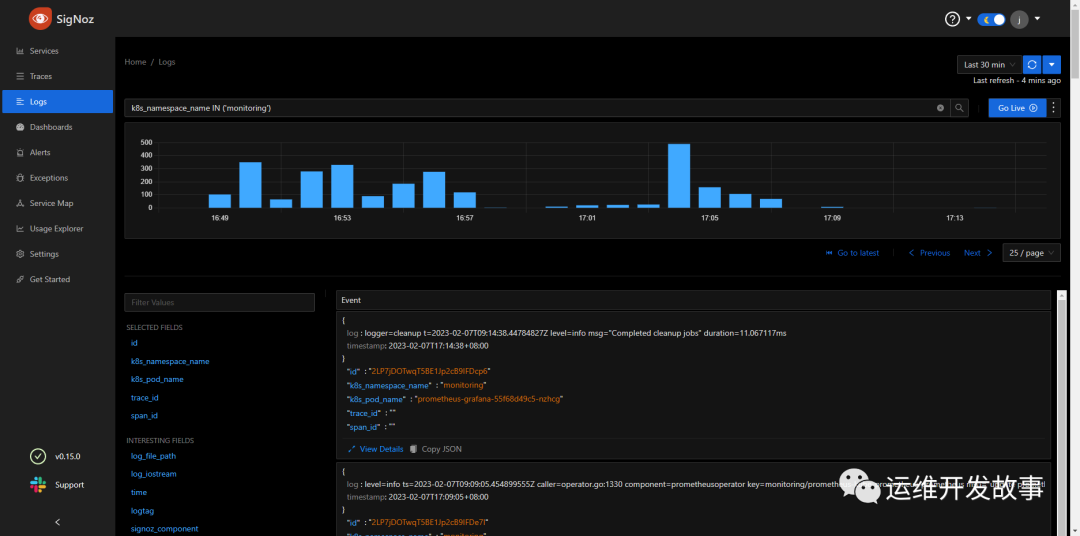 SigNoz
j
Services
Traces
Logs
Dashboards
Alerts
Exceptions
Service Map
Usage Explorer
Settings
Get Started
v0.15.0
Support
Home / Logs
Last 30 min
Last refresh - 4 mins ago
k8s_namespace_name IN ('monitoring')
Go Live
500
400
300
200
100
0
16:49 16:53 16:57 17:01 17:05 17:09 17:13
Go to latest Previous Next 25 / page
Filter Values
SELECTED FIELDS
id
k8s_namespace_name
k8s_pod_name
trace_id
span_id
INTERESTING FIELDS
log_file_path
log_iostream
time
logtag
signoz_component
Event
{
log : logger=cleanup t=2023-02-07T09:14:38.44784827Z level=info msg="Completed cleanup jobs" duration=11.067117ms
timestamp: 2023-02-07T17:14:38+08:00
}
"id" : "2LP7jDOTwqT5BE1Jp2cB9IFDcp6"
"k8s_namespace_name" : "monitoring"
"k8s_pod_name" : "prometheus-grafana-55f68d49c5-nzhcg"
"trace_id" : ""
"span_id" : ""
View Details Copy JSON
{
log : level=info ts=2023-02-07T09:09:05.454899555Z caller=operator.go:1330 component=prometheusoperator key=monitoring/
timestamp: 2023-02-07T17:09:05+08:00
}
"id" : "2LP7jDOTwqT5BE1Jp2cB9IFDe7I"
"k8s_namespace_name" : "monitoring"
运维开发故事